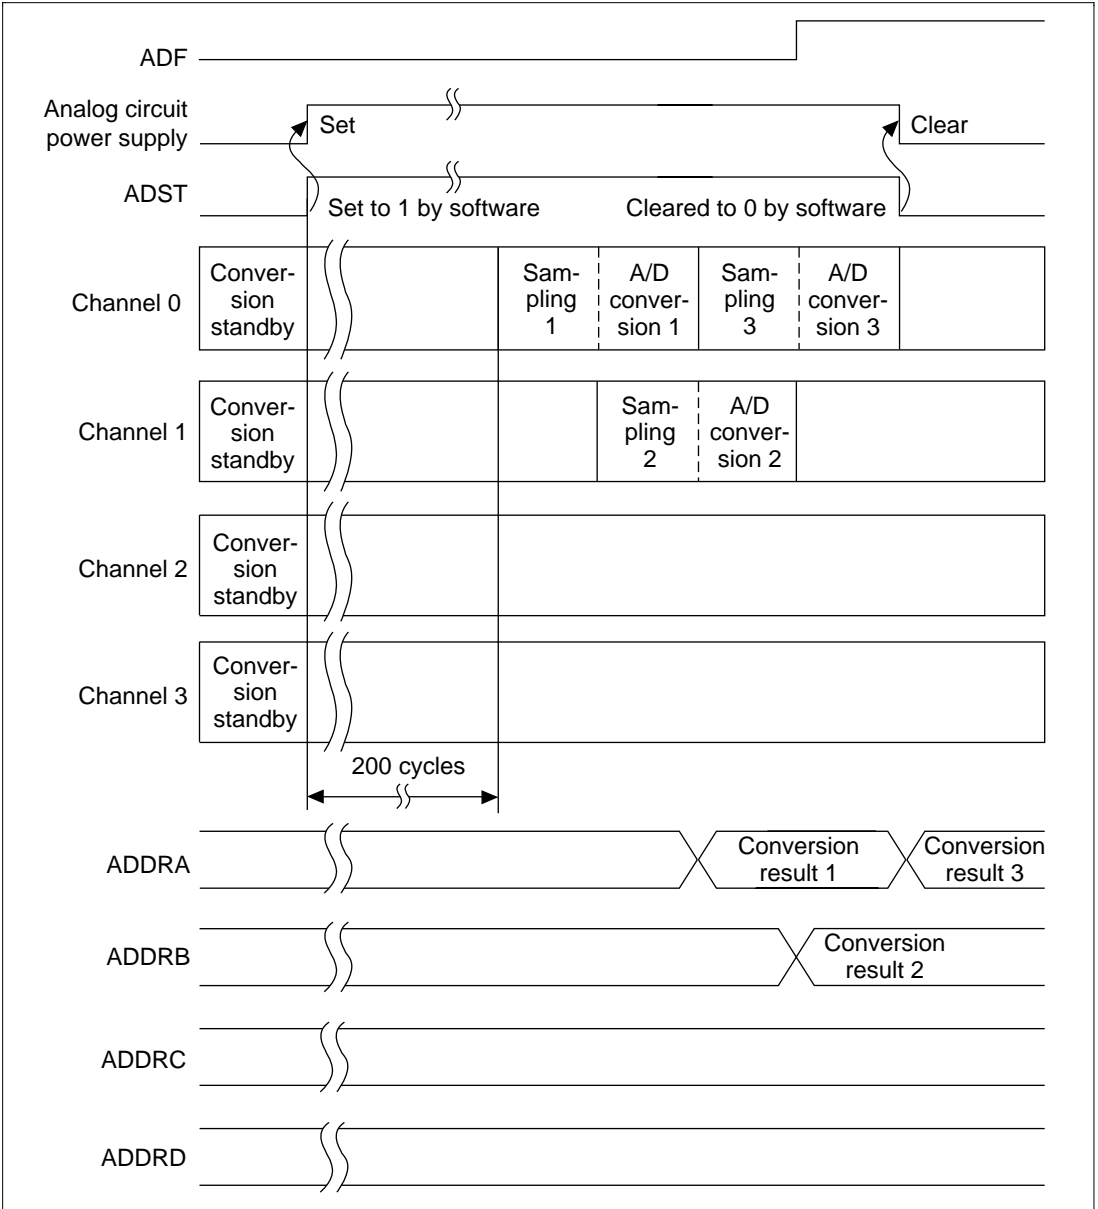 ADF
Analog circuit
power supply
Set
Clear
ADST
Set to 1 by software
Cleared to 0 by software
Channel 0
Conver-
sion
standby
Sam-
pling
1
A/D
conver-
sion 1
Sam-
pling
3
A/D
conver-
sion 3
Channel 1
Conver-
sion
standby
Sam-
pling
2
A/D
conver-
sion 2
Channel 2
Conver-
sion
standby
Channel 3
Conver-
sion
standby
200 cycles
ADDRA
Conversion
result 1
Conversion
result 3
ADDRB
Conversion
result 2
ADDRC
ADDRD